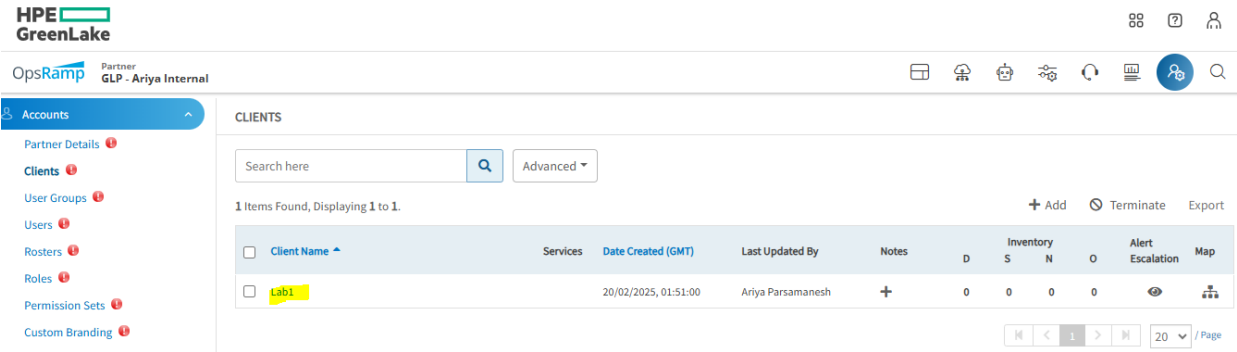 HPE
GreenLake
OpsRamp
Partner
GLP - Ariya Internal
Accounts
Partner Details
Clients
User Groups
Users
Rosters
Roles
Permission Sets
Custom Branding
CLIENTS
Search here
Advanced
1 Items Found, Displaying 1 to 1.
Add
Terminate
Export
Client Name Services Date Created (GMT) Last Updated By Notes Inventory D S N O Alert Escalation Map
Lab1 20/02/2025, 01:51:00 Ariya Parsamanesh 0 0 0 0
1 20 / Page